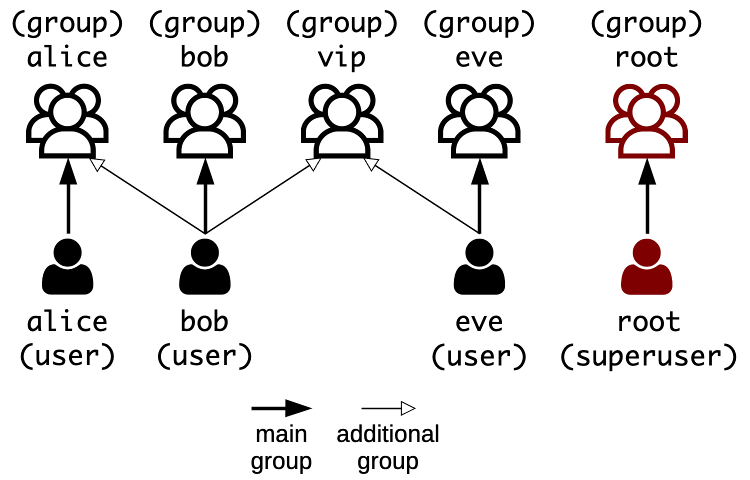 (group) (group) (group) (group) (group)
alice bob vip eve root
alice bob eve root
(user) (user) (user) (superuser)
main additional
group group